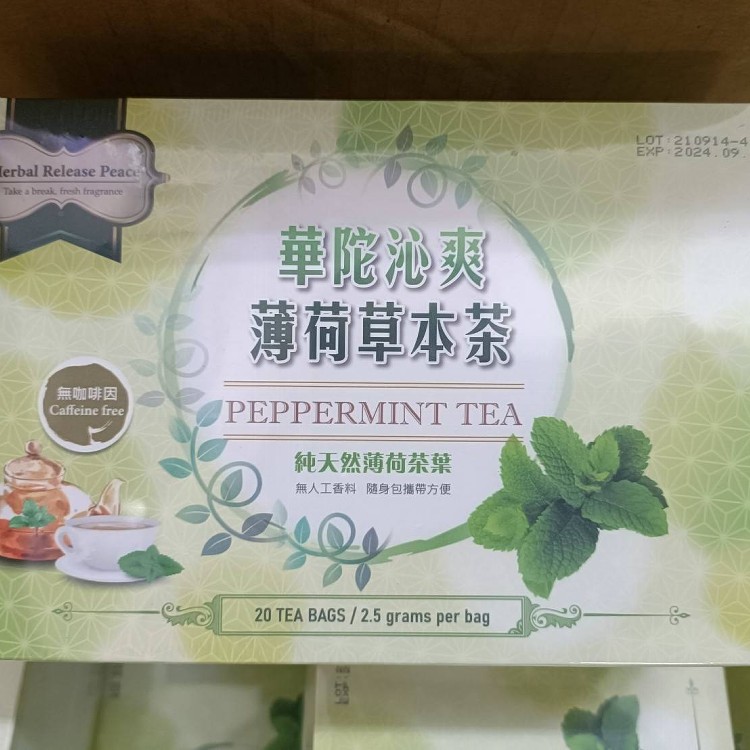 Herbal Release Peace
Take a break, fresh fragrance
LOT:210914-4
EXP:2024.09.
華陀沁爽
薄荷草本茶
PEPPERMINT TEA
純天然薄荷茶葉
無人工香料 隨身包攜帶方便
無咖啡因
Caffeine free
20 TEA BAGS / 2.5 grams per bag